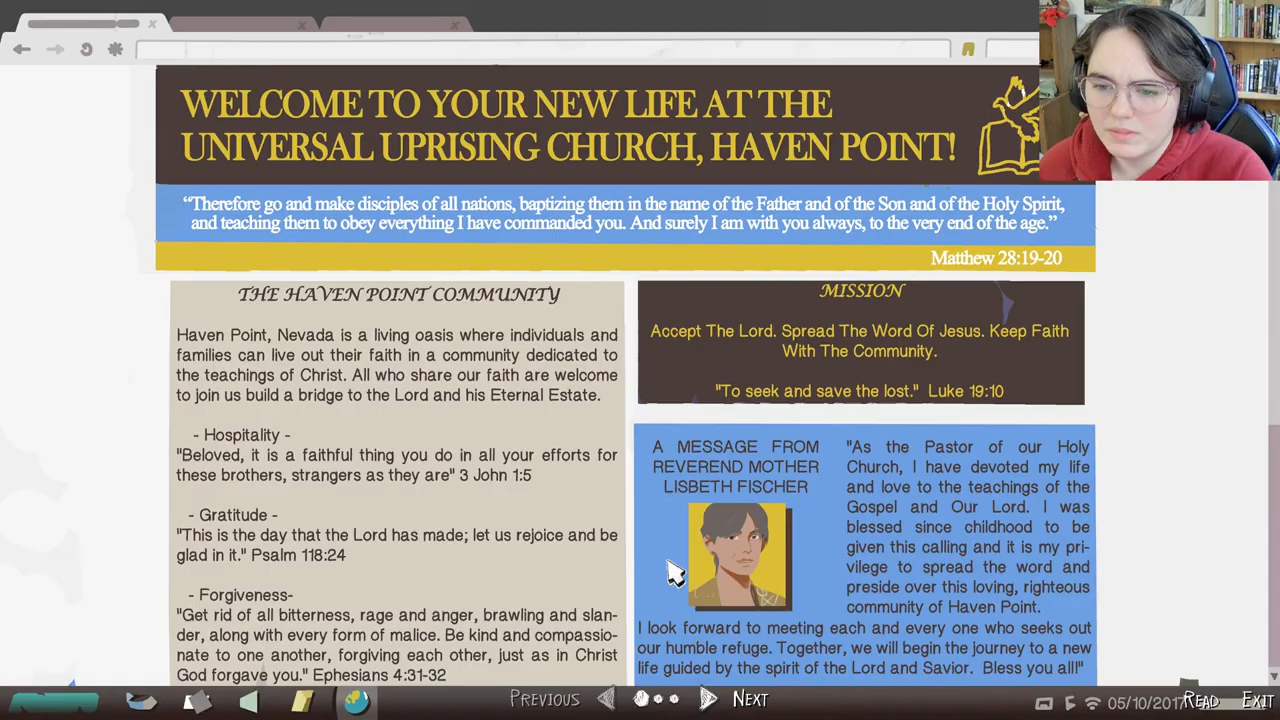 WELCOME TO YOUR NEW LIFE AT THE
UNIVERSAL UPRISING CHURCH, HAVEN POINT!
“Therefore go and make disciples of all nations, baptizing them in the name of the Father and of the Son and of the Holy Spirit,
and teaching them to obey everything I have commanded you. And surely I am with you always, to the very end of the age.”
Matthew 28:19-20
THE HAVEN POINT COMMUNITY
Haven Point, Nevada is a living oasis where individuals and
families can live out their faith in a community dedicated to
the teachings of Christ. All who share our faith are welcome
to join us build a bridge to the Lord and his Eternal Estate.
- Hospitality -
"Beloved, it is a faithful thing you do in all your efforts for
these brothers, strangers as they are" 3 John 1:5
- Gratitude -
"This is the day that the Lord has made; let us rejoice and be
glad in it." Psalm 118:24
- Forgiveness-
"Get rid of all bitterness, rage and anger, brawling and slan-
der, along with every form of malice. Be kind and compassio-
nate to one another, forgiving each other, just as in Christ
God forgave you." Ephesians 4:31-32
MISSION
Accept The Lord. Spread The Word Of Jesus. Keep Faith
With The Community.
"To seek and save the lost." Luke 19:10
A MESSAGE FROM
REVEREND MOTHER
LISBETH FISCHER
"As the Pastor of our Holy
Church, I have devoted my life
and love to the teachings of the
Gospel and Our Lord. I was
blessed since childhood to be
given this calling and it is my pri-
vilege to spread the word and
preside over this loving, righteous
community of Haven Point.
I look forward to meeting each and every one who seeks out
our humble refuge. Together, we will begin the journey to a new
life guided by the spirit of the Lord and Savior. Bless you all!"
PREVIOUS
NEXT
05/10/2017
READ
EXIT